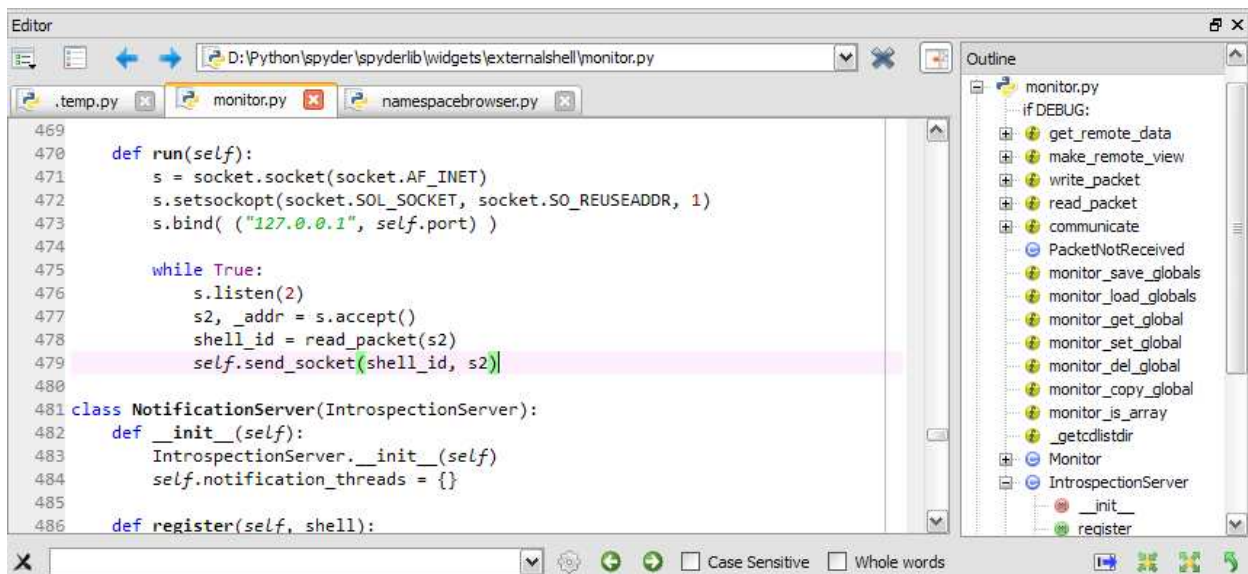 Editor
D:\Python\spyder\spyderlib\widgets\externalshell\monitor.py
.temp.py
monitor.py
namespacebrowser.py
469
470 def run(self):
471 s = socket.socket(socket.AF_INET)
472 s.setsockopt(socket.SOL_SOCKET, socket.SO_REUSEADDR, 1)
473 s.bind( ("127.0.0.1", self.port) )
474
475 while True:
476 s.listen(2)
477 s2, _addr = s.accept()
478 shell_id = read_packet(s2)
479 self.send_socket(shell_id, s2)
480
481 class NotificationServer(IntrospectionServer):
482 def __init__(self):
483 IntrospectionServer.__init__(self)
484 self.notification_threads = {}
485
486 def register(self, shell):
Outline
monitor.py
if DEBUG:
get_remote_data
make_remote_view
write_packet
read_packet
communicate
PacketNotReceived
monitor_save_globals
monitor_load_globals
monitor_get_global
monitor_set_global
monitor_del_global
monitor_copy_global
monitor_is_array
_getcdlistdir
Monitor
IntrospectionServer
__init__
register
Case Sensitive
Whole words